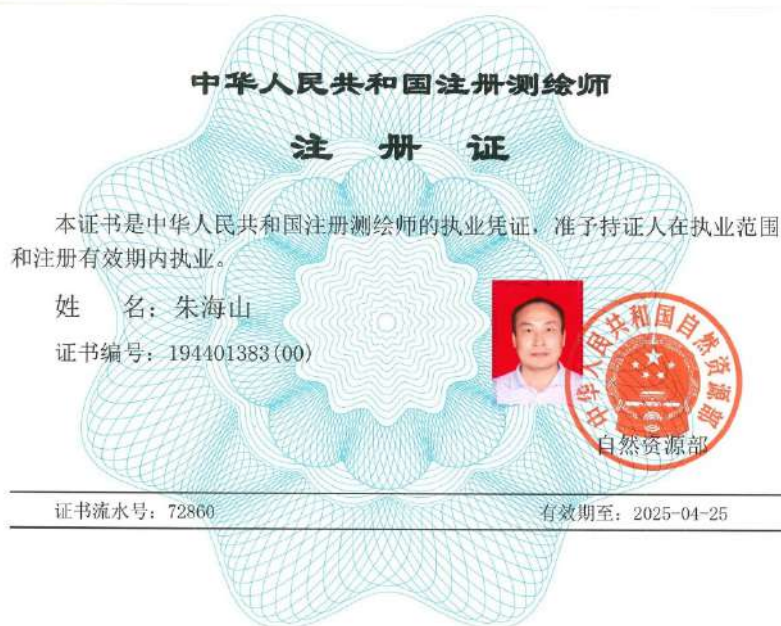 中华人民共和国注册测绘师
注 册 证
本证书是中华人民共和国注册测绘师的执业凭证，准予持证人在执业范围
和注册有效期内执业。
姓 名：朱海山
证书编号：194401383(00)
中华人民共和国自然资源部
自然资源部
证书流水号：72860
有效期至：2025-04-25